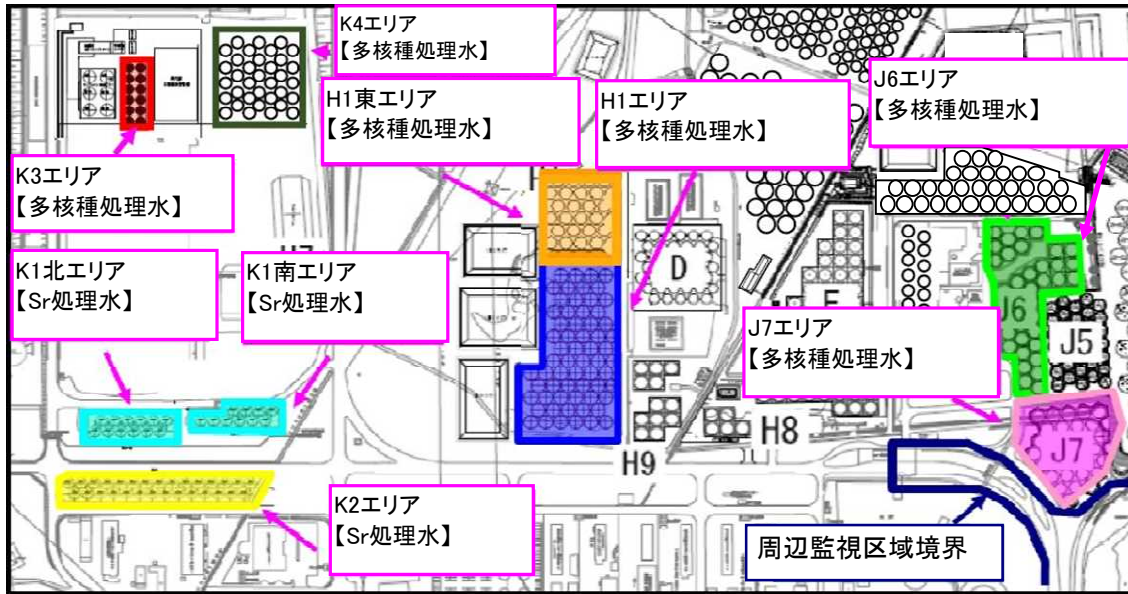 K4エリア
【多核種処理水】
H1東エリア
【多核種処理水】
H1エリア
【多核種処理水】
J6エリア
【多核種処理水】
K3エリア
【多核種処理水】
K1北エリア
【Sr処理水】
K1南エリア
【Sr処理水】
D
J6
J5
J7エリア
【多核種処理水】
J7
H8
H9
K2エリア
【Sr処理水】
周辺監視区域境界